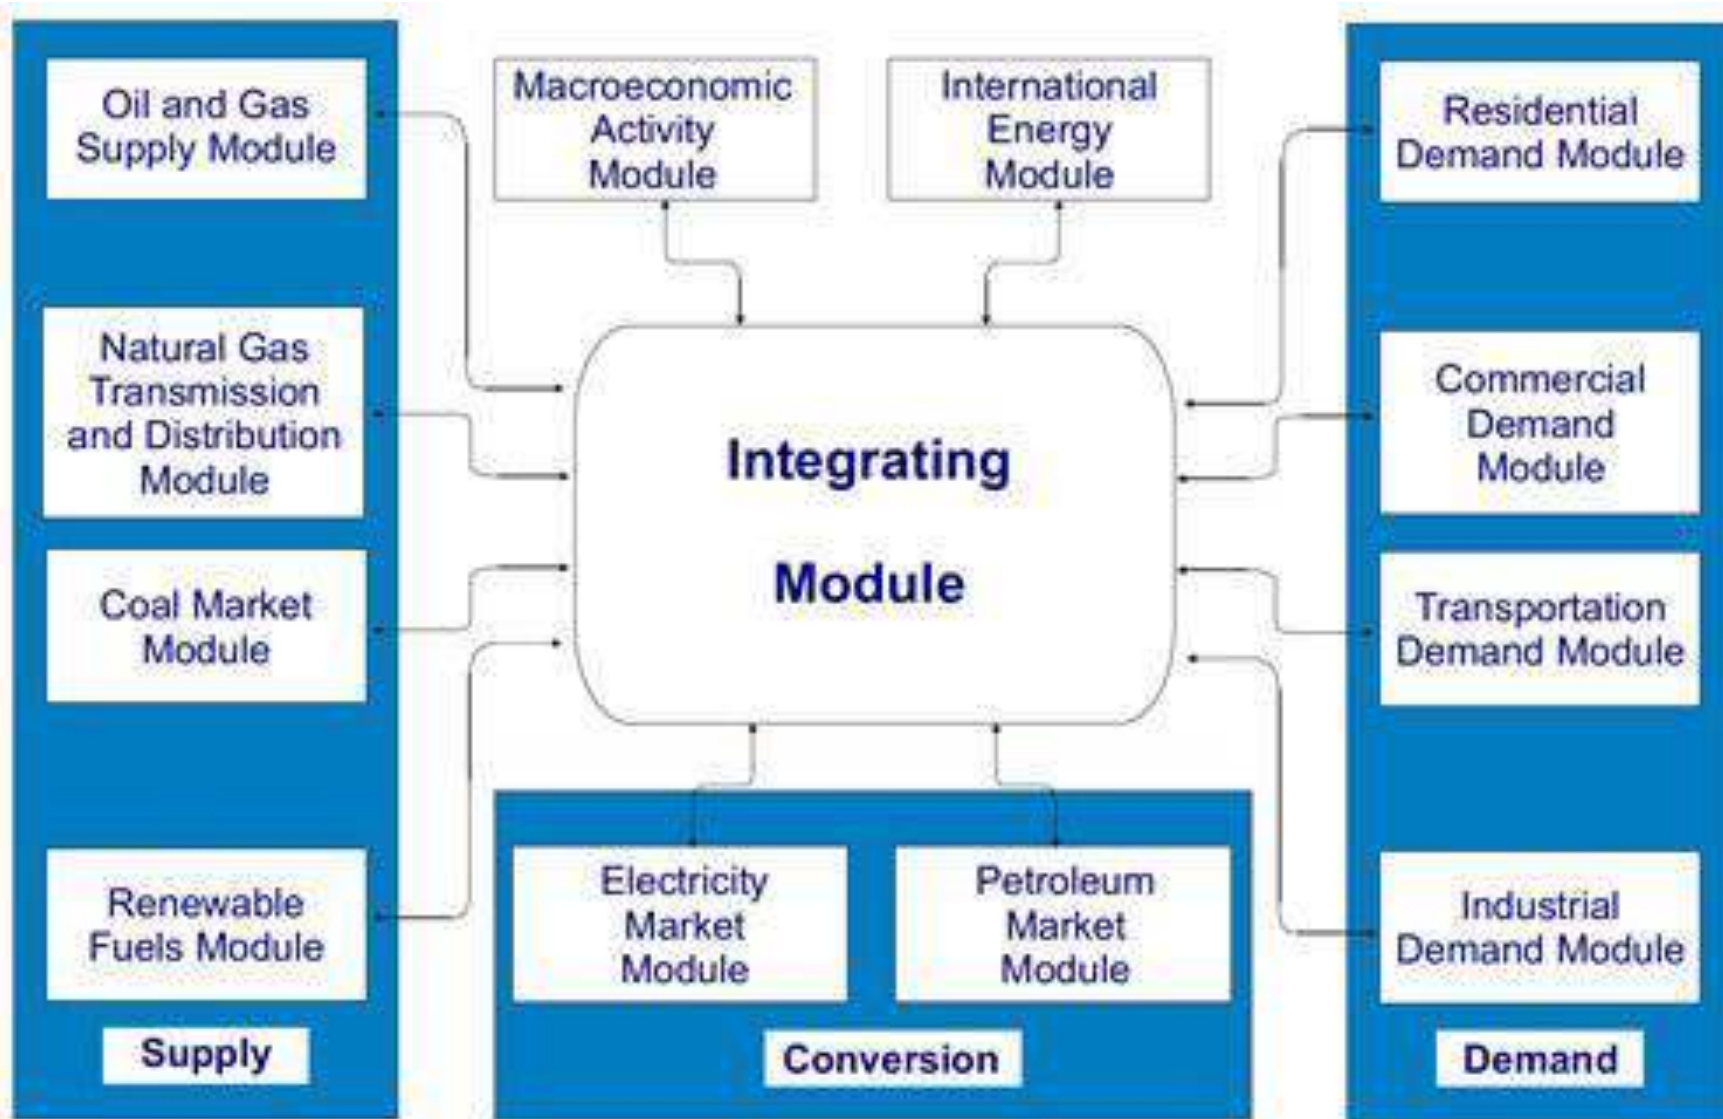 Oil and Gas
Supply Module
Natural Gas
Transmission
and Distribution
Module
Coal Market
Module
Renewable
Fuels Module
Supply
Macroeconomic
Activity
Module
International
Energy
Module
Integrating
Module
Electricity
Market
Module
Petroleum
Market
Module
Conversion
Residential
Demand Module
Commercial
Demand
Module
Transportation
Demand Module
Industrial
Demand Module
Demand